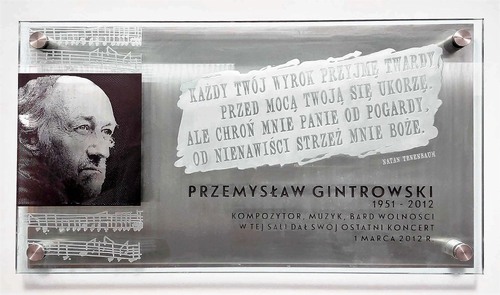 KAŻDY TWÓJ WYROK PRZYJMĘ TWARDY,
PRZED MOCĄ TWOJĄ SIĘ UKORZĘ.
ALE CHROŃ MNIE PANIE OD POGARDY,
OD NIENAWIŚCI STRZEŻ MNIE BOŻE.
NATAN TENENBAUM
PRZEMYSŁAW GINTROWSKI
1951 - 2012
KOMPOZYTOR, MUZYK, BARD WOLNOŚCI
W TEJ SALI DAŁ SWÓJ OSTATNI KONCERT
1 MARCA 2012 R